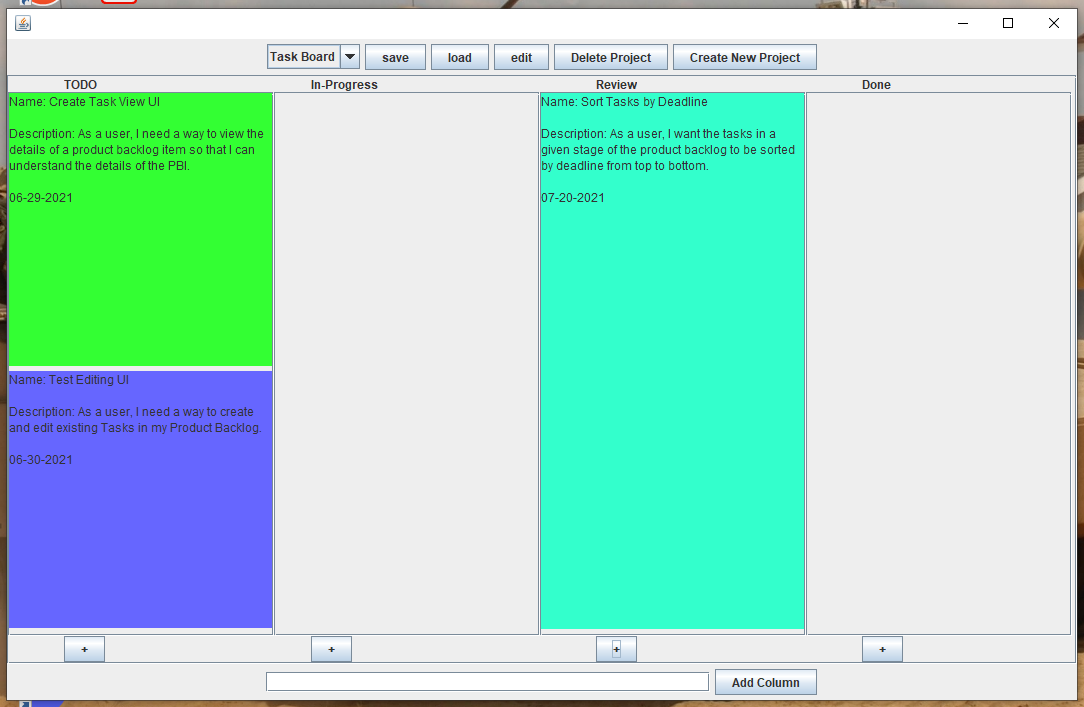 Task Board save load edit Delete Project Create New Project
TODO In-Progress Review Done
Name: Create Task View UI
Description: As a user, I need a way to view the
details of a product backlog item so that I can
understand the details of the PBI.
06-29-2021
Name: Test Editing UI
Description: As a user, I need a way to create
and edit existing Tasks in my Product Backlog.
06-30-2021
Name: Sort Tasks by Deadline
Description: As a user, I want the tasks in a
given stage of the product backlog to be sorted
by deadline from top to bottom.
07-20-2021
+ + + +
Add Column